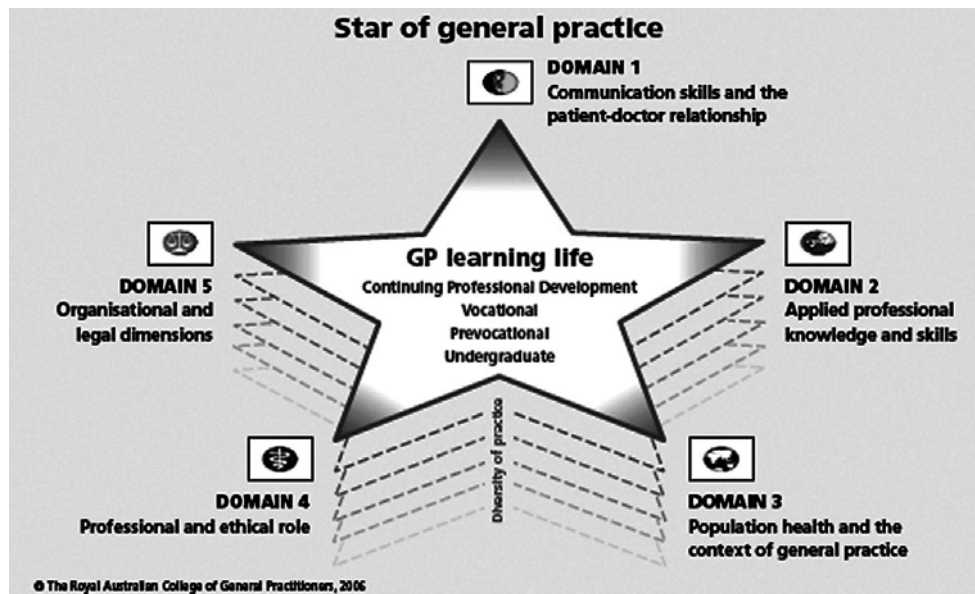 Star of general practice
DOMAIN 1
Communication skills and the
patient-doctor relationship
DOMAIN 5
Organisational and
legal dimensions
GP learning life
Continuing Professional Development
Vocational
Prevocational
Undergraduate
DOMAIN 2
Applied professional
knowledge and skills
Diversity of practice
DOMAIN 4
Professional and ethical role
DOMAIN 3
Population health and the
context of general practice
© The Royal Australian College of General Practitioners, 2006